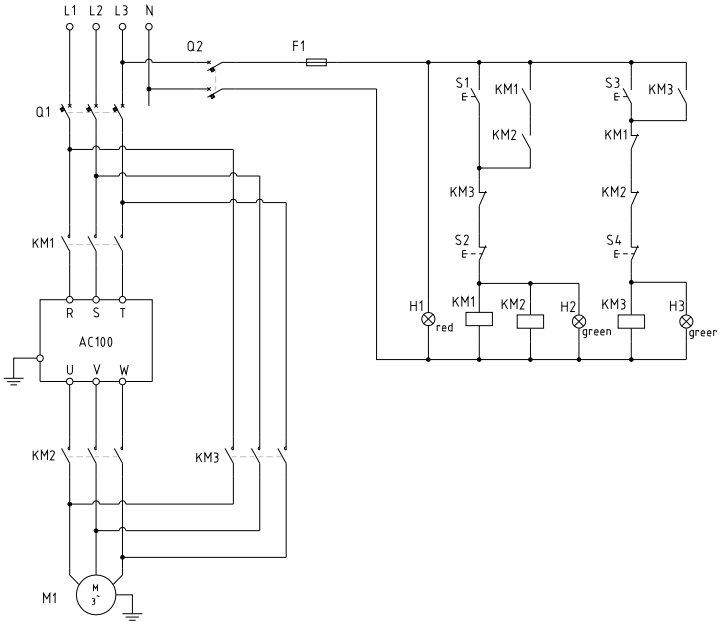 L1 L2 L3 N
Q2 F1
Q1
S1 KM1 S3 KM3
KM2 KM1
KM3 KM2
KM1 S2 S4
R S T
H1 red KM1 KM2 H2 green KM3 H3 green
AC100
U V W
KM2 KM3
M1 M 3~